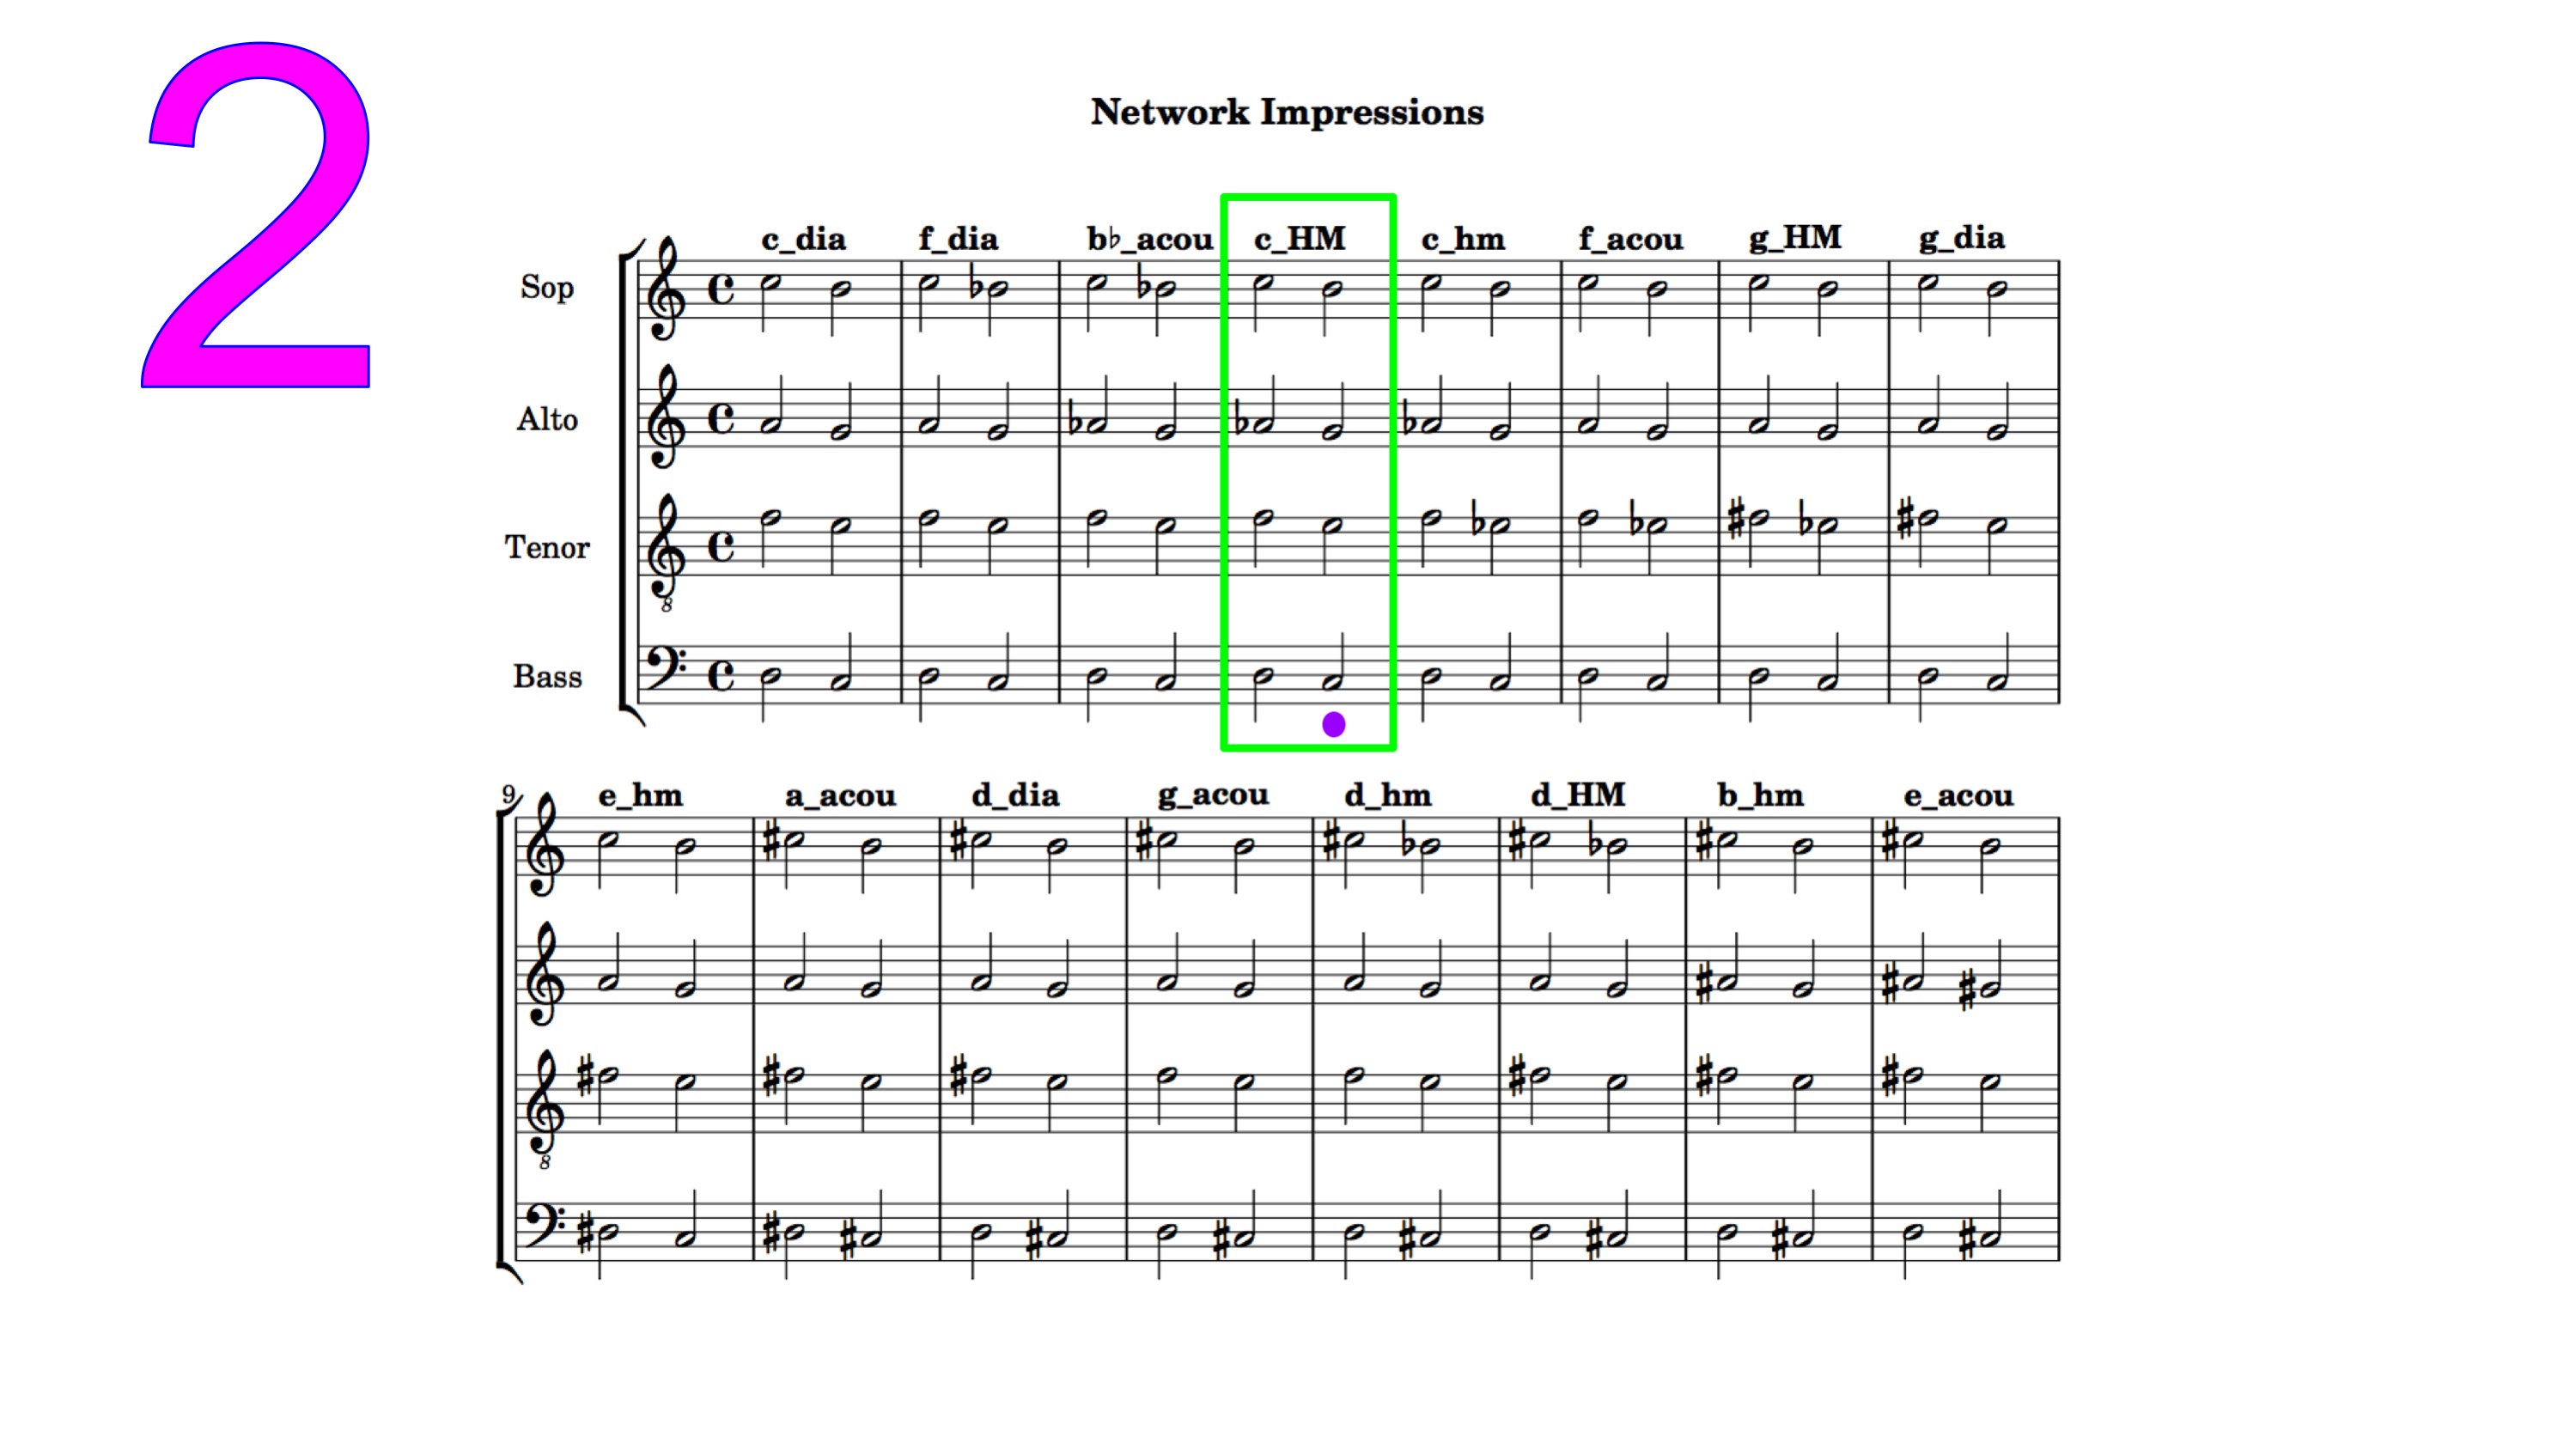 2
Network Impressions
c_dia f_dia b♭_acou c_HM c_hm f_acou g_HM g_dia
Sop
Alto
Tenor
8
Bass
9 e_hm a_acou d_dia g_acou d_hm d_HM b_hm e_acou
8